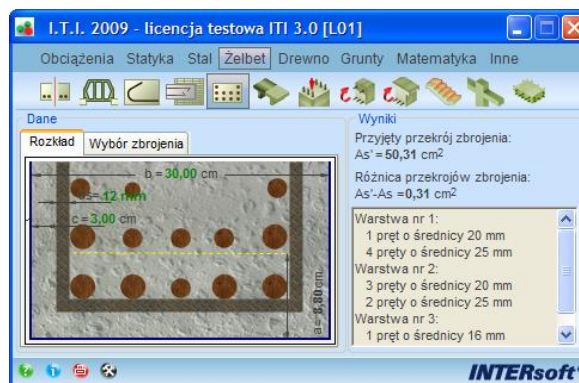 I.T.I. 2009 - licencja testowa ITI 3.0 [L01]
Obciążenia Statyka Stal Żelbet Drewno Grunty Matematyka Inne
Dane
Rozkład Wybór zbrojenia
b = 30,00 cm
12 mm
c = 3,00 cm
a = 8,80 cm
Wyniki
Przyjęty przekrój zbrojenia:
As' = 50,31 cm²
Różnica przekrojów zbrojenia:
As'-As =0,31 cm²
Warstwa nr 1:
1 pręt o średnicy 20 mm
4 pręty o średnicy 25 mm
Warstwa nr 2:
3 pręty o średnicy 20 mm
2 pręty o średnicy 25 mm
Warstwa nr 3:
1 pręt o średnicy 16 mm
INTERsoft